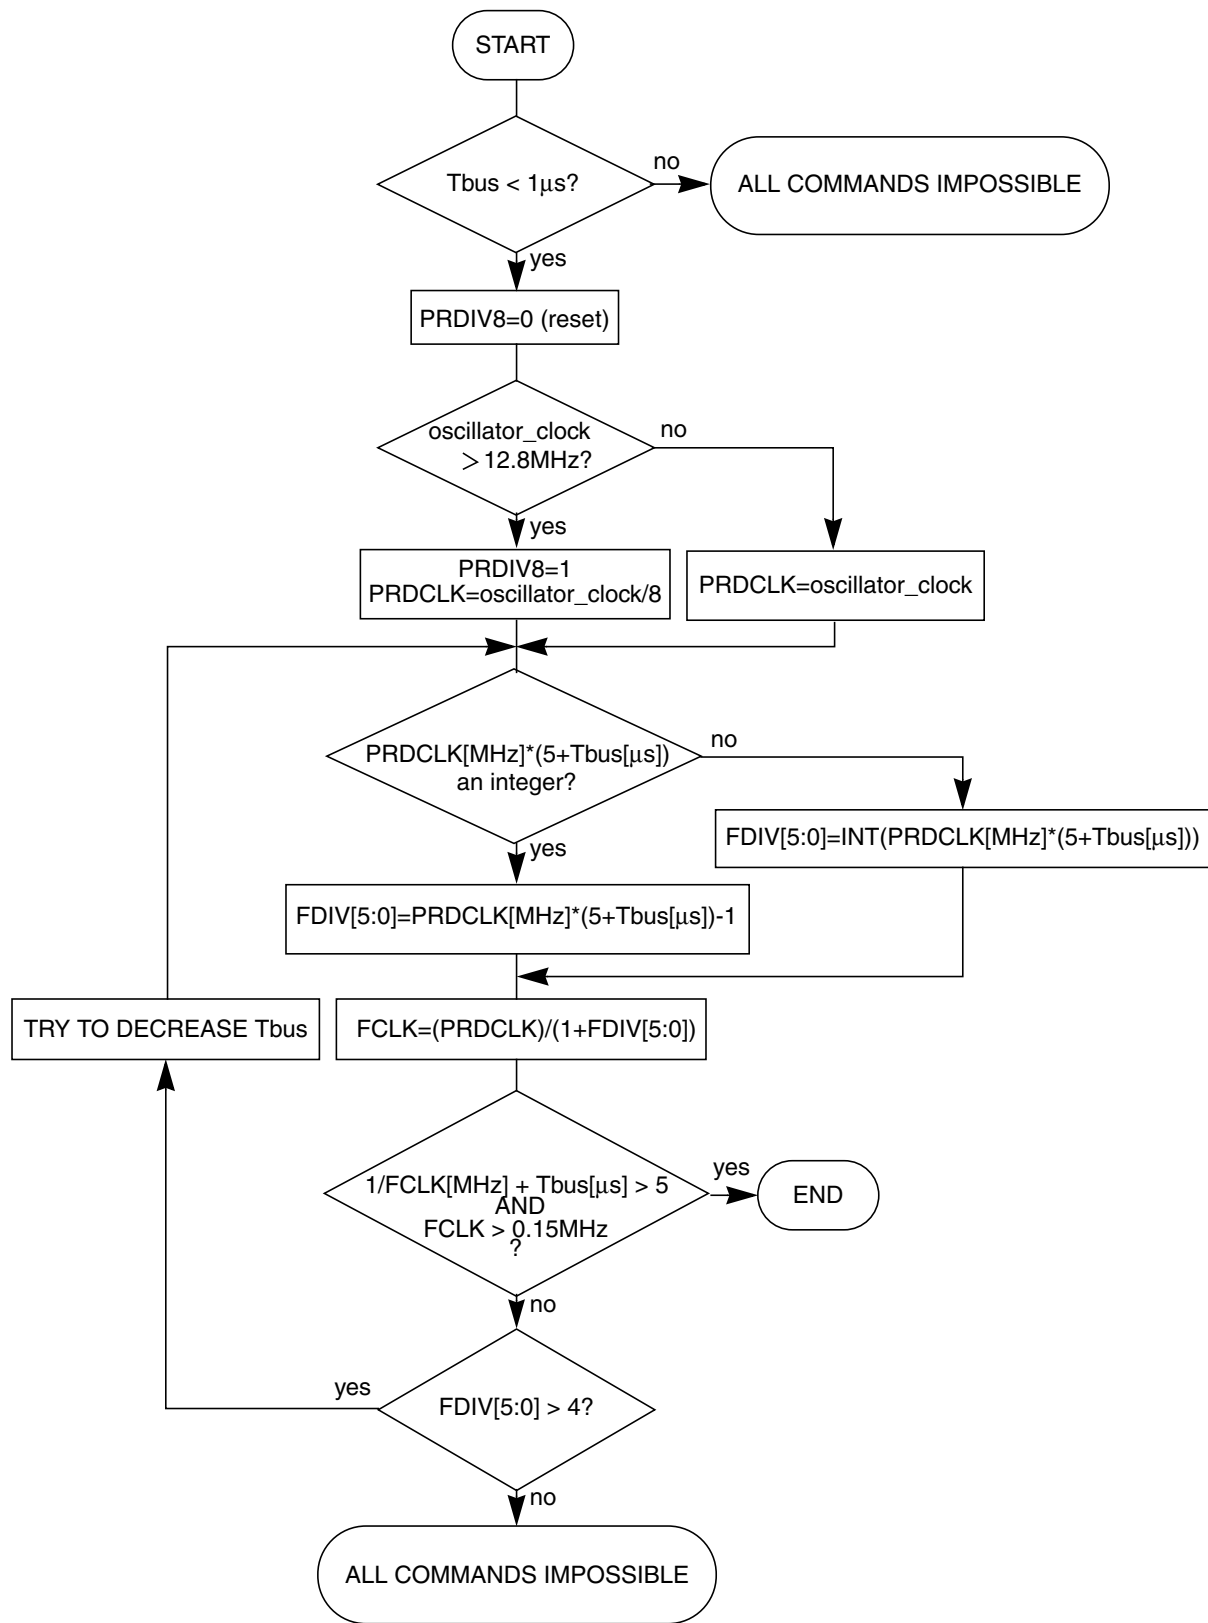 START
Tbus < 1μs?
no
ALL COMMANDS IMPOSSIBLE
yes
PRDIV8=0 (reset)
oscillator_clock
> 12.8MHz?
no
yes
PRDIV8=1
PRDCLK=oscillator_clock/8
PRDCLK=oscillator_clock
PRDCLK[MHz]*(5+Tbus[μs])
an integer?
no
yes
FDIV[5:0]=INT(PRDCLK[MHz]*(5+Tbus[μs]))
FDIV[5:0]=PRDCLK[MHz]*(5+Tbus[μs])-1
TRY TO DECREASE Tbus
FCLK=(PRDCLK)/(1+FDIV[5:0])
1/FCLK[MHz] + Tbus[μs] > 5
AND
FCLK > 0.15MHz
?
yes
END
no
FDIV[5:0] > 4?
yes
no
ALL COMMANDS IMPOSSIBLE